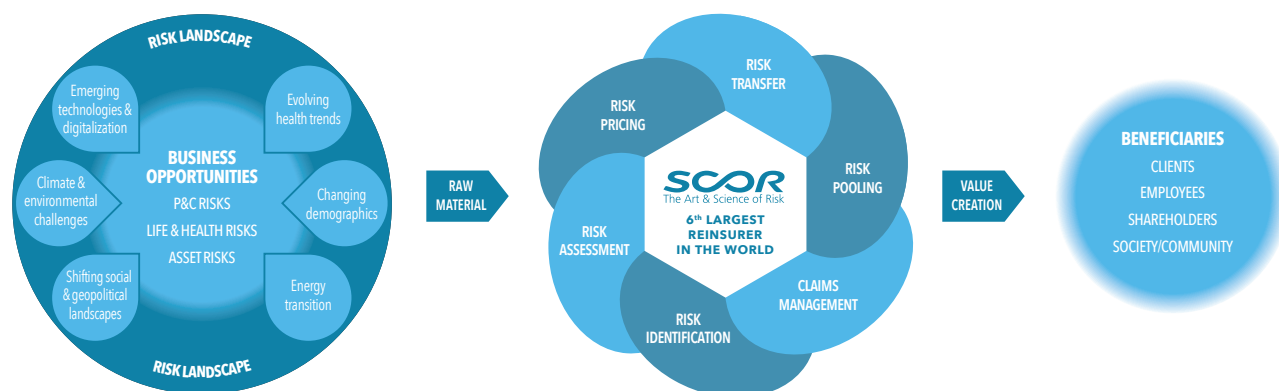 RISK LANDSCAPE
Emerging
technologies &
digitalization
Evolving
health trends
Climate &
environmental
challenges
BUSINESS
OPPORTUNITIES
P&C RISKS
LIFE & HEALTH RISKS
ASSET RISKS
Changing
demographics
Shifting social
& geopolitical
landscapes
Energy
transition
RISK LANDSCAPE
RAW
MATERIAL
RISK
TRANSFER
RISK
PRICING
RISK
POOLING
RISK
ASSESSMENT
SCOR
The Art & Science of Risk
6th LARGEST
REINSURER
IN THE WORLD
CLAIMS
MANAGEMENT
RISK
IDENTIFICATION
VALUE
CREATION
BENEFICIARIES
CLIENTS
EMPLOYEES
SHAREHOLDERS
SOCIETY/COMMUNITY